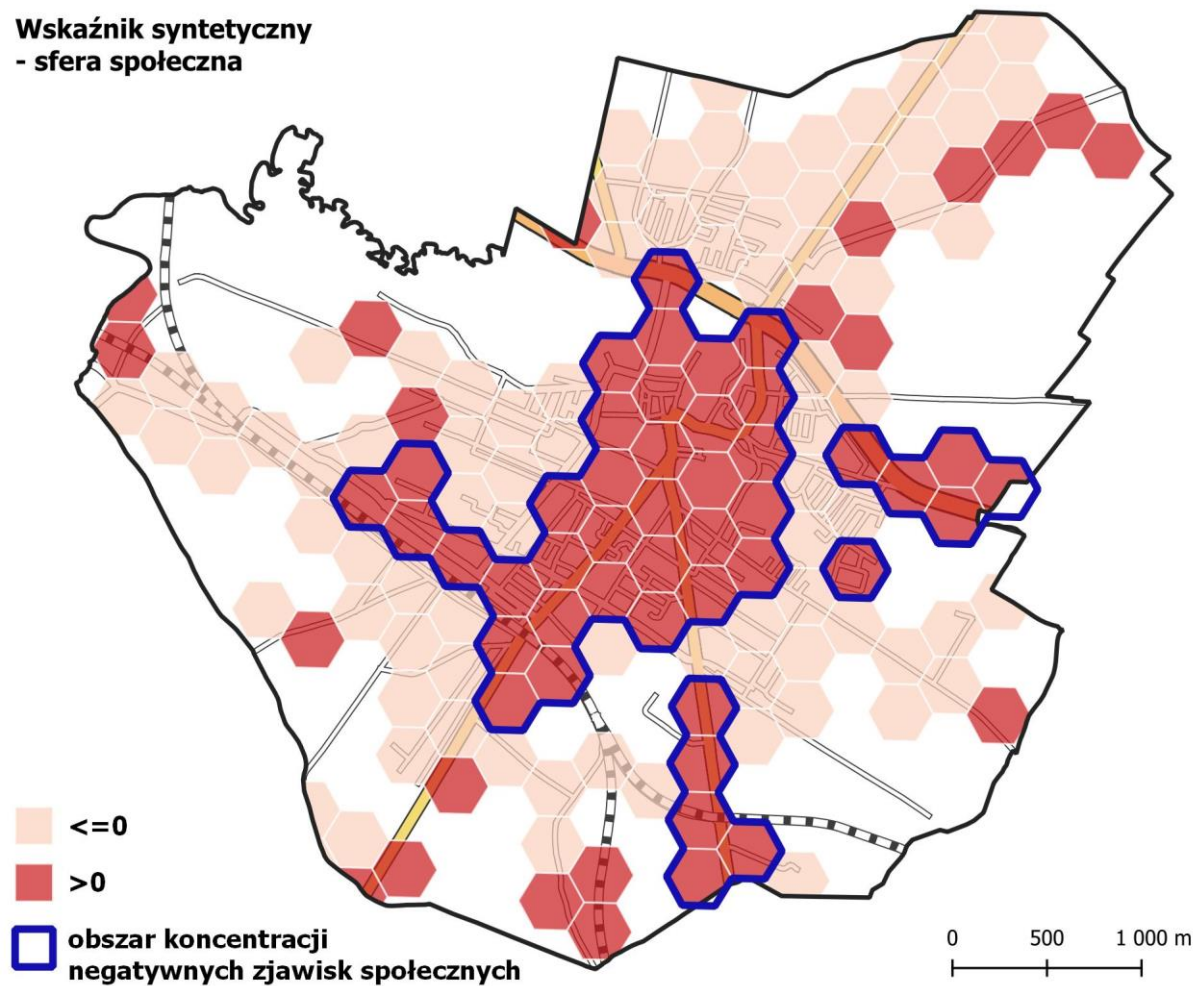 Wskaźnik syntetyczny
- sfera społeczna
<=0
>0
obszar koncentracji
negatywnych zjawisk społecznych
0 500 1 000 m